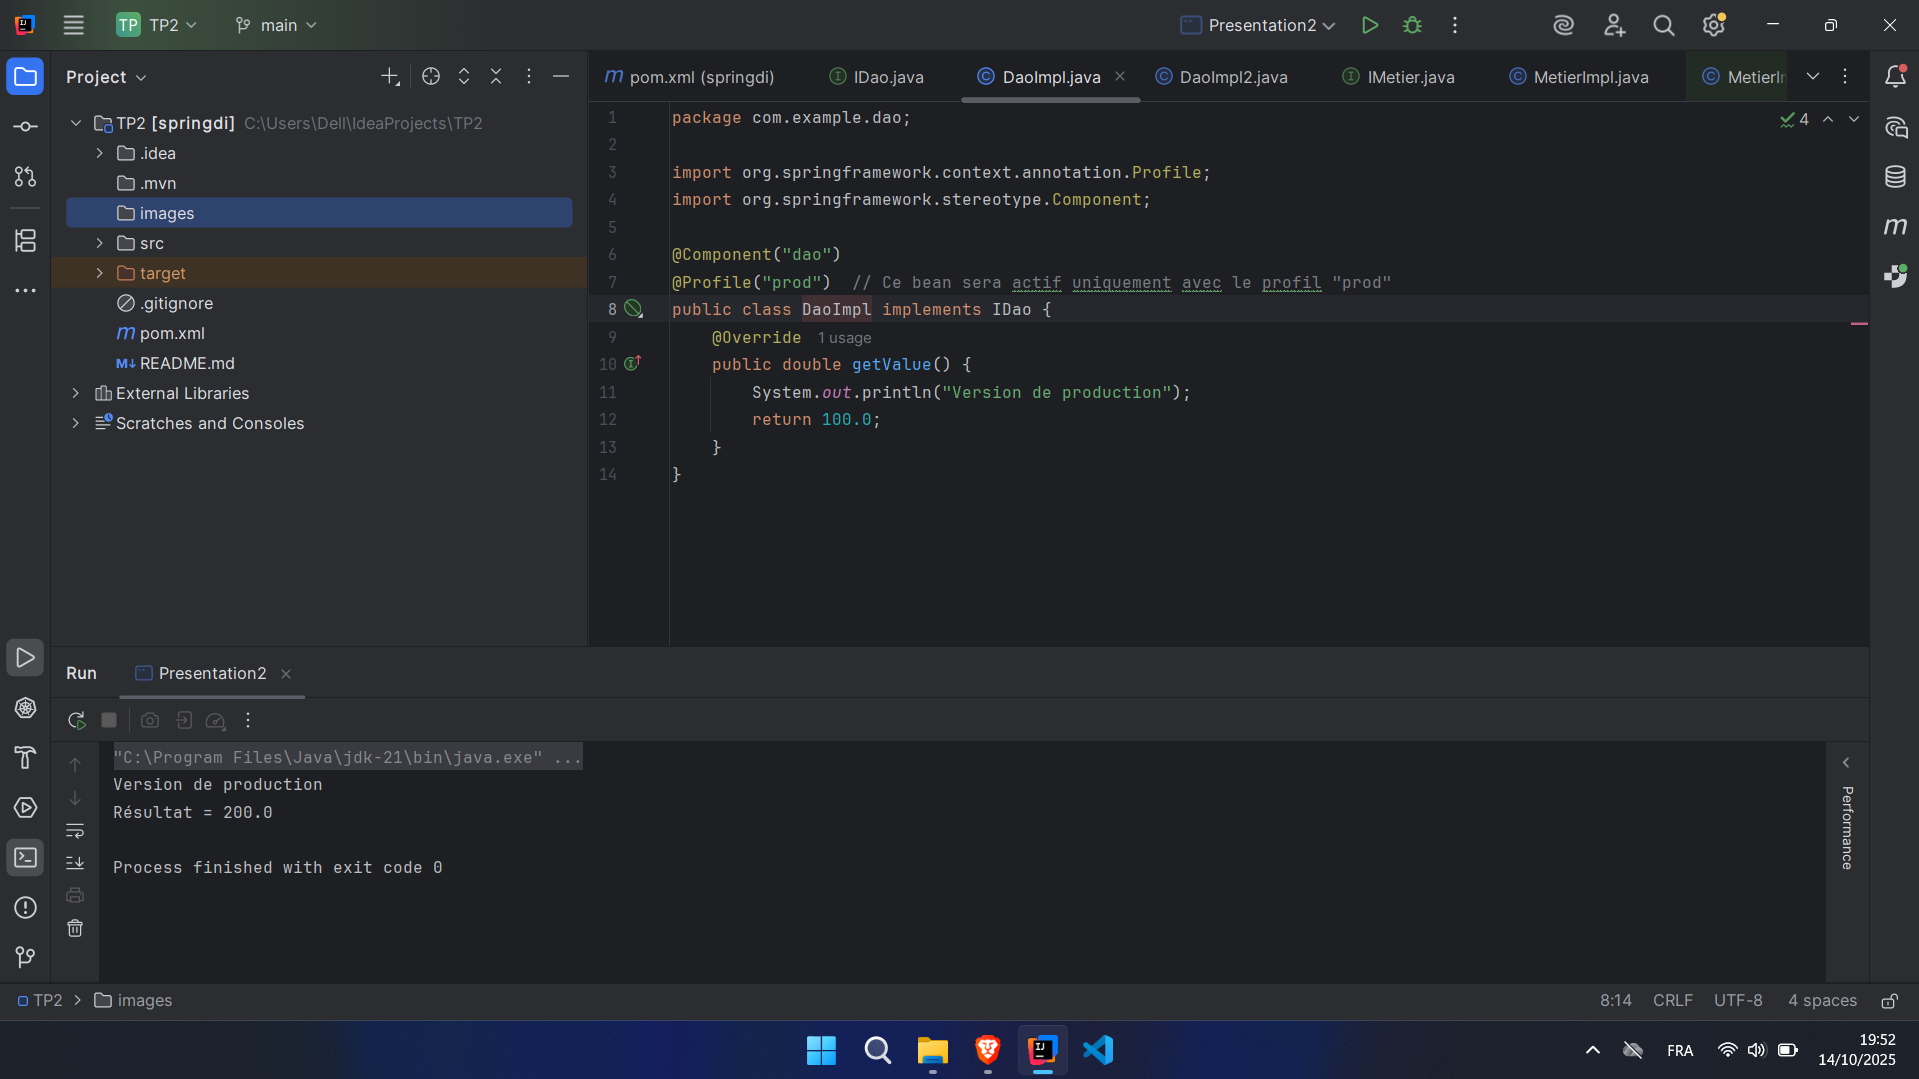 TP TP2 main Presentation2
Project
pom.xml (springdi) IDao.java DaoImpl.java DaoImpl2.java IMetier.java MetierImpl.java MetierIr
TP2 [springdi] C:\Users\Dell\IdeaProjects\TP2
.idea
.mvn
images
src
target
.gitignore
pom.xml
README.md
External Libraries
Scratches and Consoles
4
1 package com.example.dao;
2
3 import org.springframework.context.annotation.Profile;
4 import org.springframework.stereotype.Component;
5
6 @Component("dao")
7 @Profile("prod") // Ce bean sera actif uniquement avec le profil "prod"
8 public class DaoImpl implements IDao {
9 @Override 1 usage
10 public double getValue() {
11 System.out.println("Version de production");
12 return 100.0;
13 }
14 }
Run Presentation2
"C:\Program Files\Java\jdk-21\bin\java.exe" ...
Version de production
Résultat = 200.0
Process finished with exit code 0
Performance
TP2 images 8:14 CRLF UTF-8 4 spaces
FRA 19:52
14/10/2025